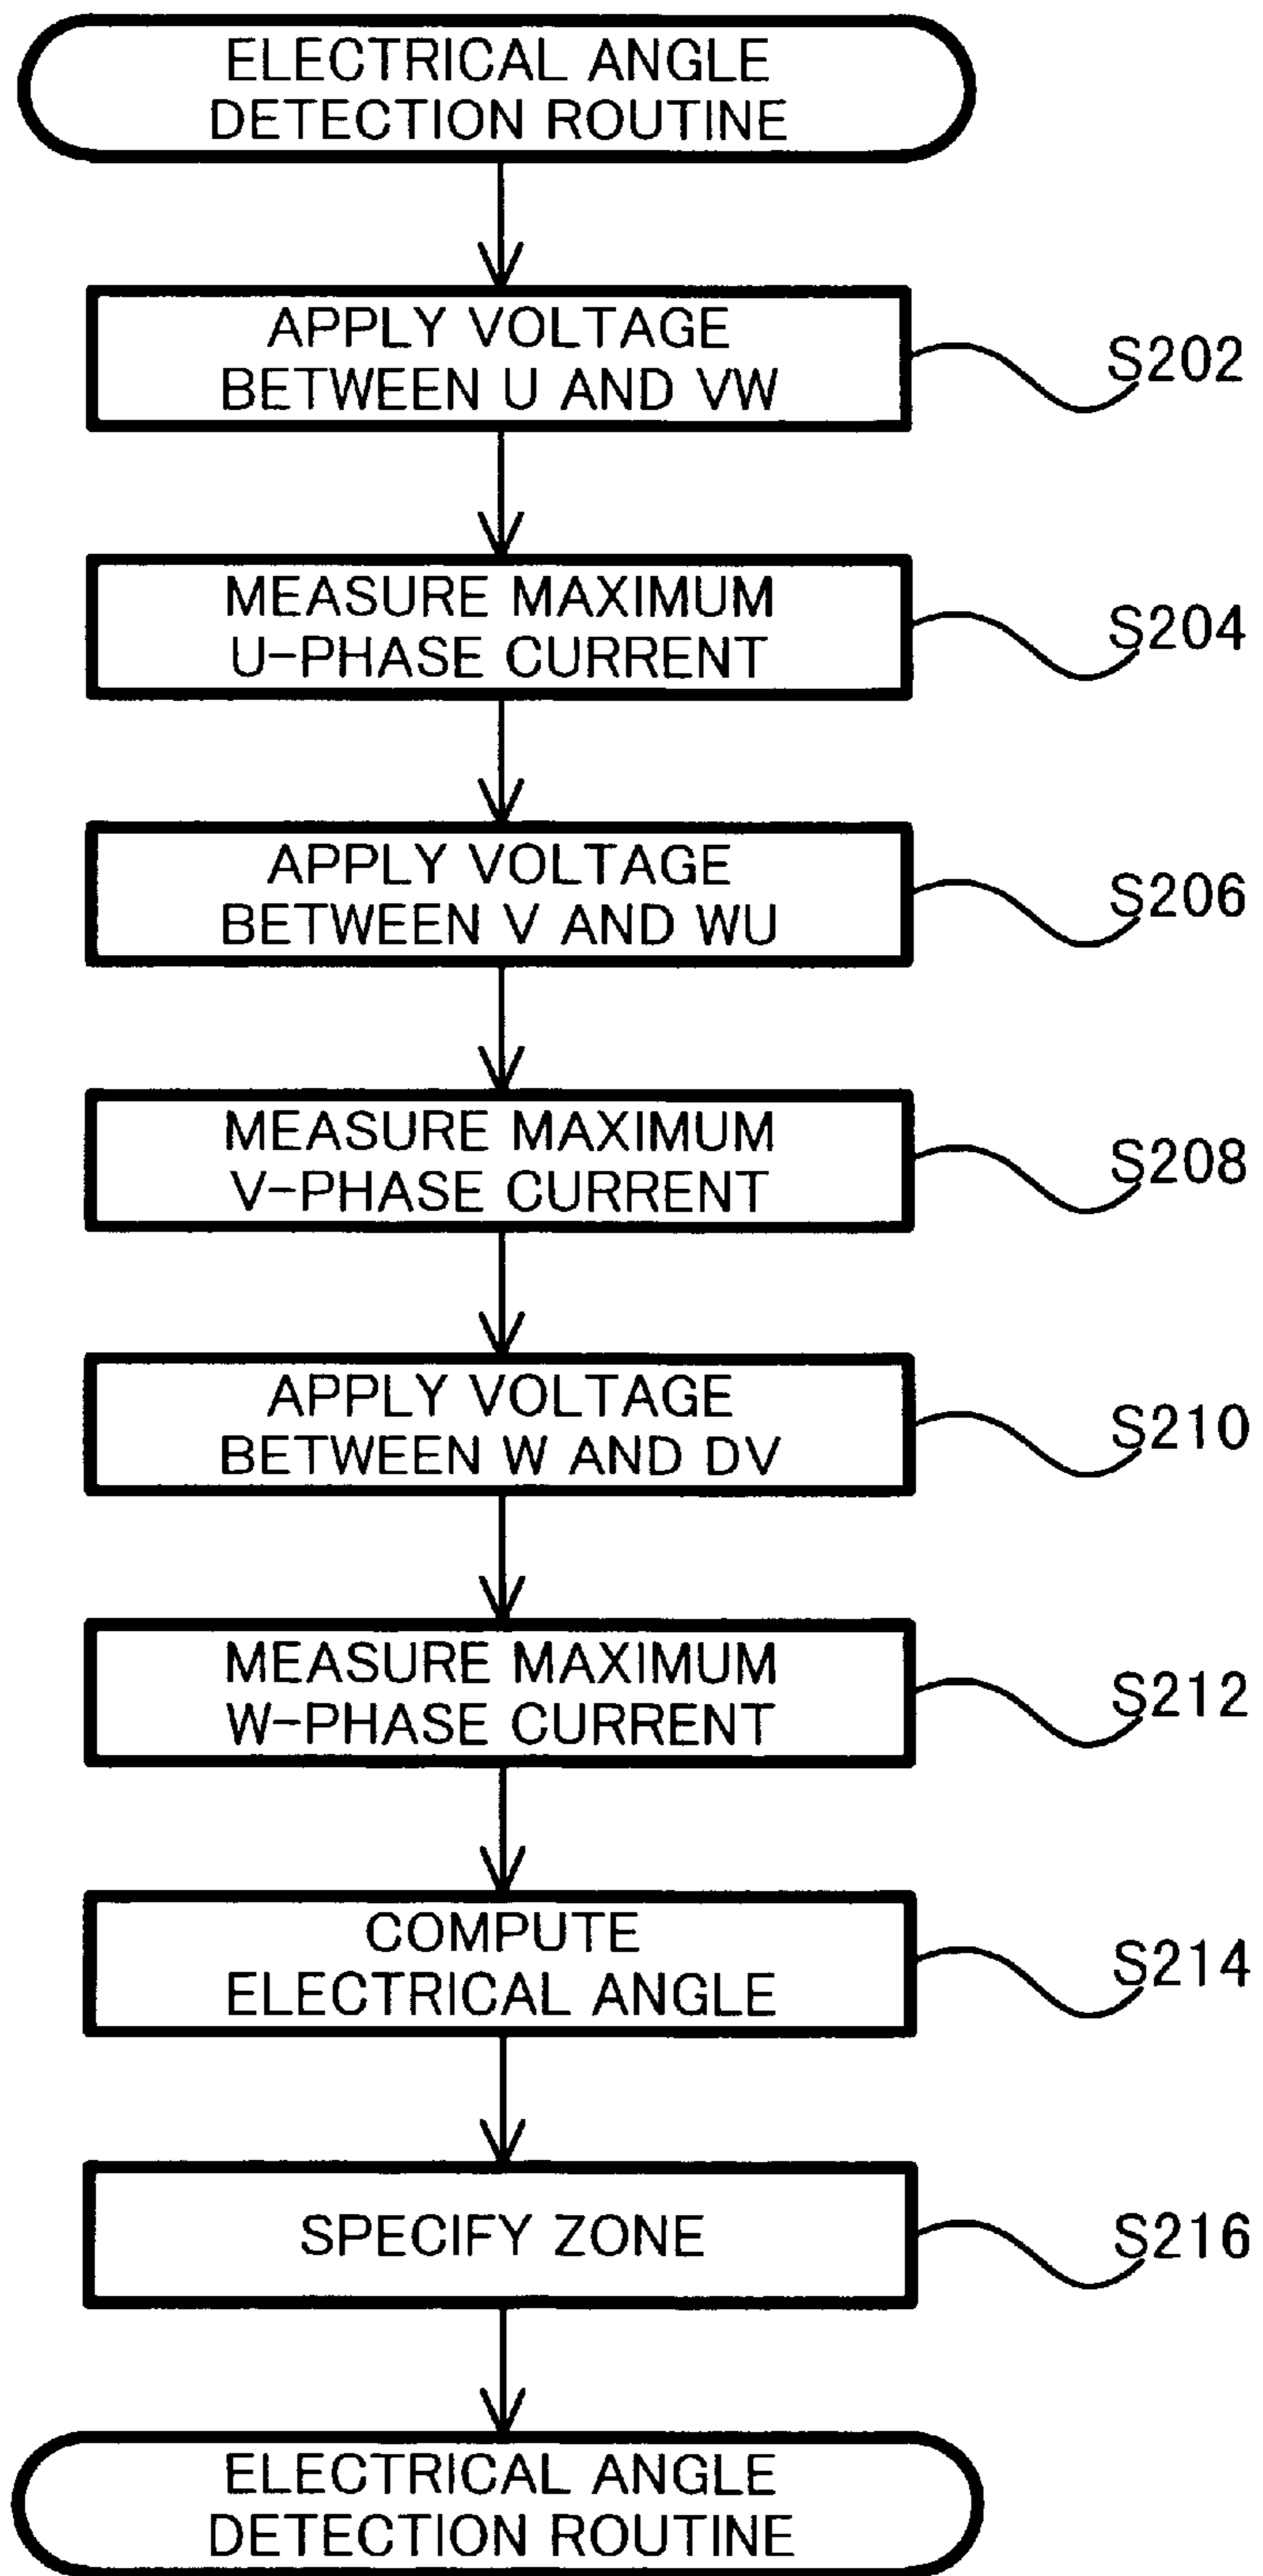 ELECTRICAL ANGLE
DETECTION ROUTINE
APPLY VOLTAGE
BETWEEN U AND VW
S202
MEASURE MAXIMUM
U-PHASE CURRENT
S204
APPLY VOLTAGE
BETWEEN V AND WU
S206
MEASURE MAXIMUM
V-PHASE CURRENT
S208
APPLY VOLTAGE
BETWEEN W AND DV
S210
MEASURE MAXIMUM
W-PHASE CURRENT
S212
COMPUTE
ELECTRICAL ANGLE
S214
SPECIFY ZONE
S216
ELECTRICAL ANGLE
DETECTION ROUTINE